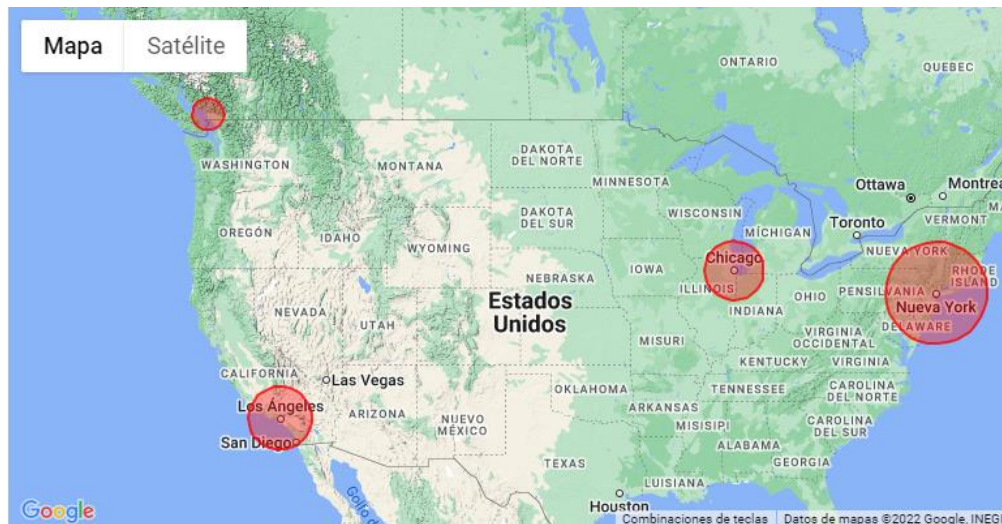 Mapa
Satélite
ONTARIO
QUEBEC
WASHINGTON
MONTANA
DAKOTA
DEL NORTE
MINNESOTA
Ottawa
Montrea
MA
OREGÓN
IDAHO
WYOMING
DAKOTA
DEL SUR
WISCONSIN
MÍCHIGAN
Toronto
VERMONT
NUEVA YORK
Chicago
RHODE
ISLAND
NEBRASKA
IOWA
ILLINOIS
INDIANA
OHIO
PENSILVANIA
Nueva York
NEVADA
UTAH
Estados
Unidos
MISURI
VIRGINIA
OCCIDENTAL
DELAWARE
KENTUCKY
VIRGINIA
CALIFORNIA
Las Vegas
Los Ángeles
ARIZONA
NUEVO
MÉXICO
OKLAHOMA
ARKANSAS
TENNESSEE
CAROLINA
DEL NORTE
MISISIPI
CAROLINA
DEL SUR
San Diego
ALABAMA
GEORGIA
TEXAS
LUISIANA
Houston
Golfo d
Google
Combinaciones de teclas
Datos de mapas ©2022 Google, INEG